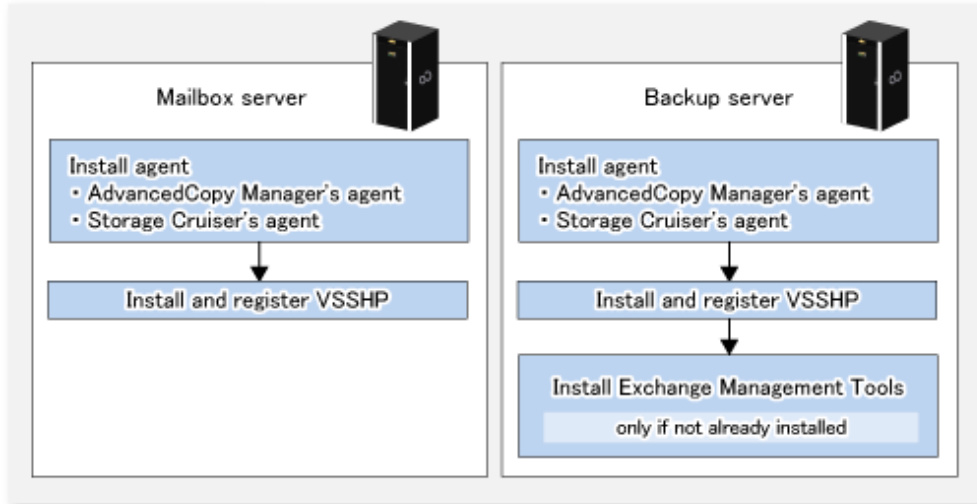 Mailbox server
Install agent
・AdvancedCopy Manager's agent
・Storage Cruiser's agent
Install and register VSSHP
Backup server
Install agent
・AdvancedCopy Manager's agent
・Storage Cruiser's agent
Install and register VSSHP
Install Exchange Management Tools
only if not already installed